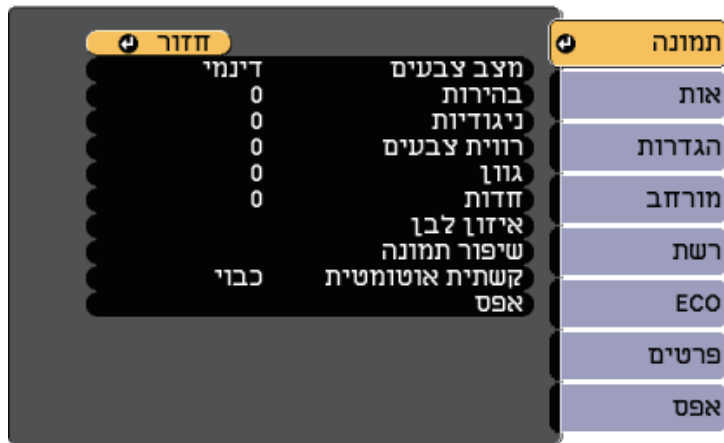 תמונה
אות
הגדרות
מורחב
רשת
ECO
פרטים
אפס
חזור
מצב צבעים דינמי
בהירות 0
ניגודיות 0
רווית צבעים 0
גוון 0
חדות 0
איזון לבן
שיפור תמונה
קשתית אוטומטית כבוי
אפס